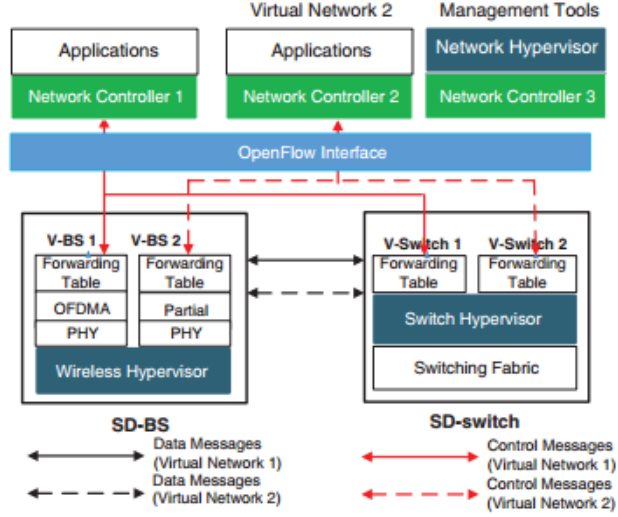 Virtual Network 2
Management Tools
Applications
Applications
Network Hypervisor
Network Controller 1
Network Controller 2
Network Controller 3
OpenFlow Interface
V-BS 1
V-BS 2
V-Switch 1
V-Switch 2
Forwarding
Table
Forwarding
Table
Forwarding
Table
Forwarding
Table
OFDMA
Partial
PHY
PHY
Switch Hypervisor
Wireless Hypervisor
Switching Fabric
SD-BS
SD-switch
Data Messages
(Virtual Network 1)
Data Messages
(Virtual Network 2)
Control Messages
(Virtual Network 1)
Control Messages
(Virtual Network 2)